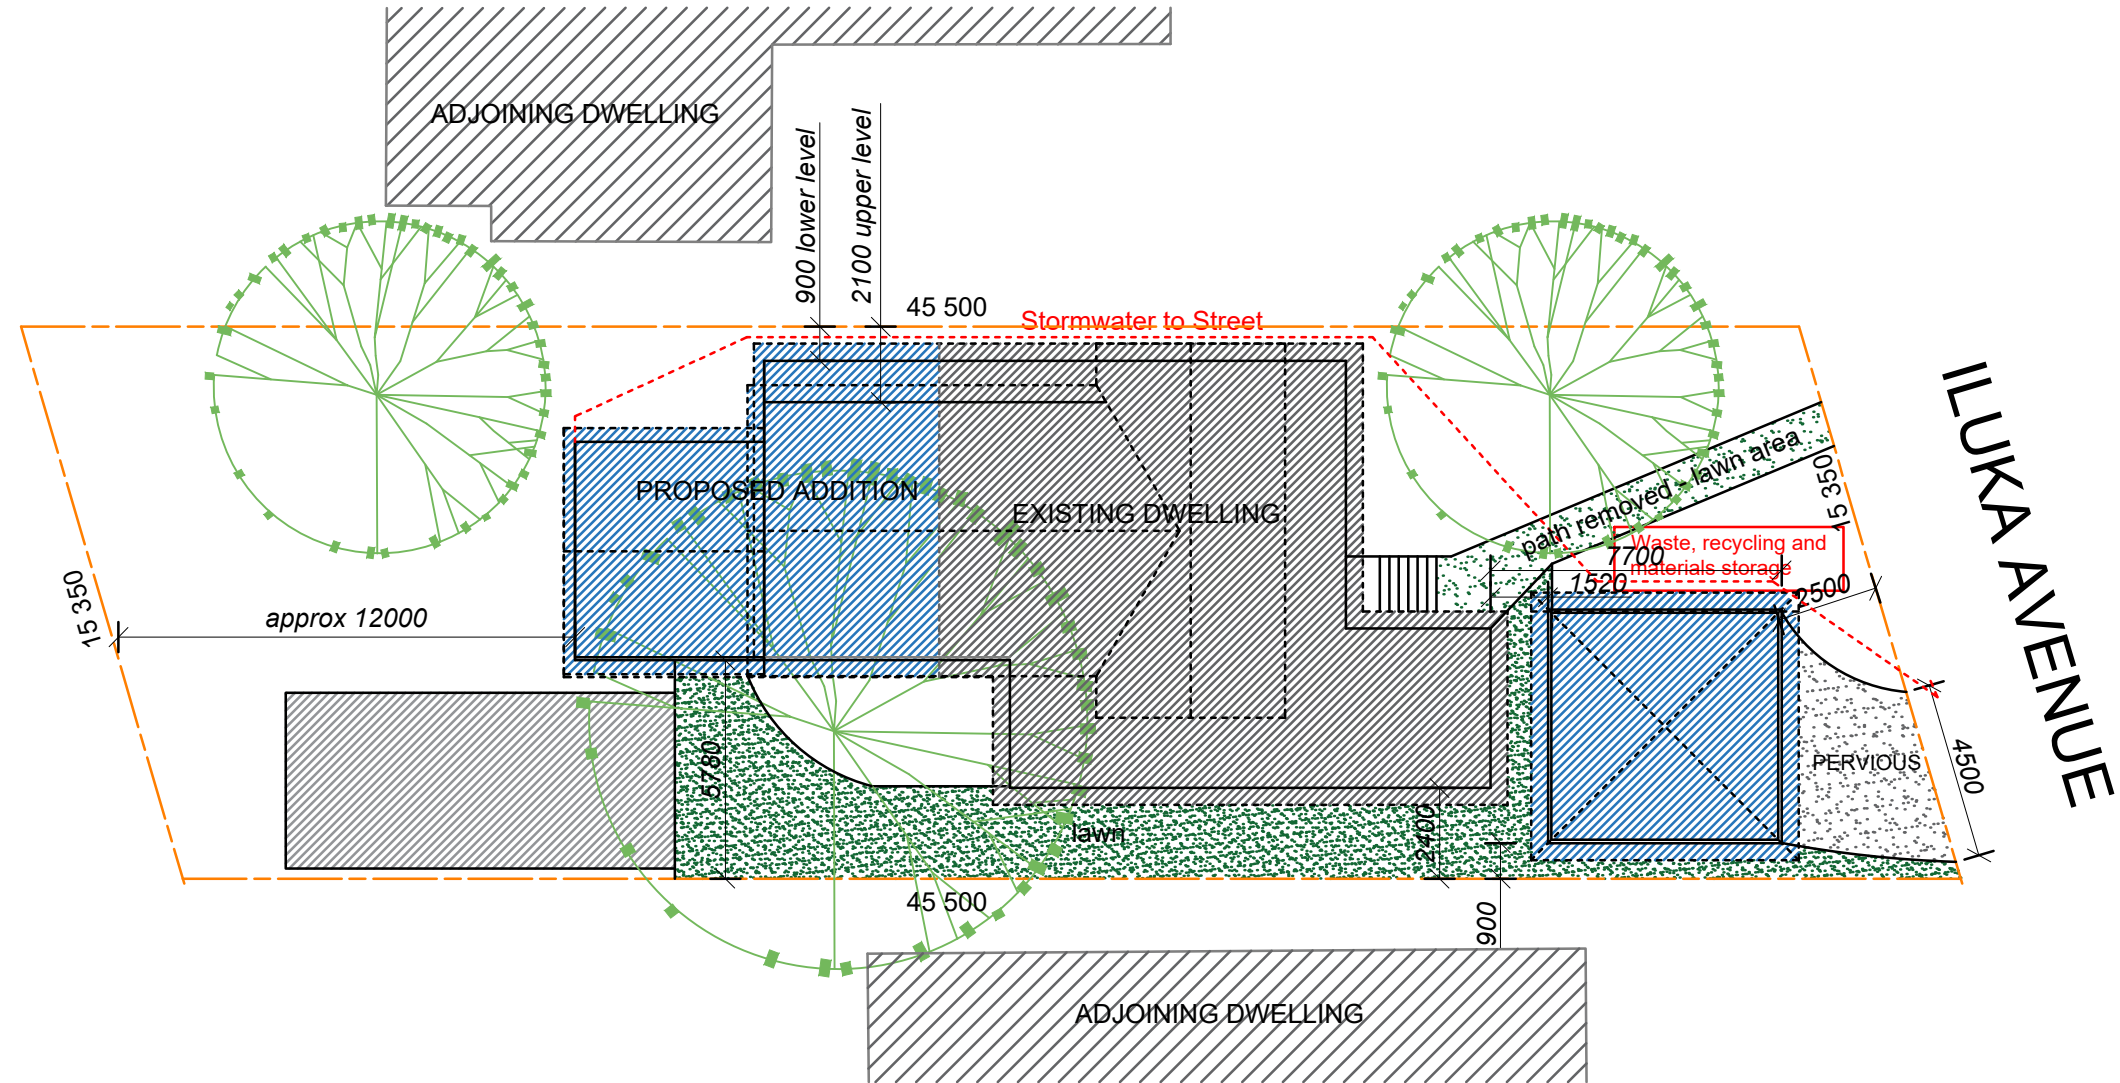 ADJOINING DWELLING
900 lower level
2100 upper level
45 500
Stormwater to Street
ILUKA AVENUE
PROPOSED ADDITION
EXISTING DWELLING
path removed - lawn area
15 350
Waste, recycling and
materials storage
7700
1520
2500
15 350
approx 12000
5780
lawn
2400
PERVIOUS
4500
45 500
900
ADJOINING DWELLING